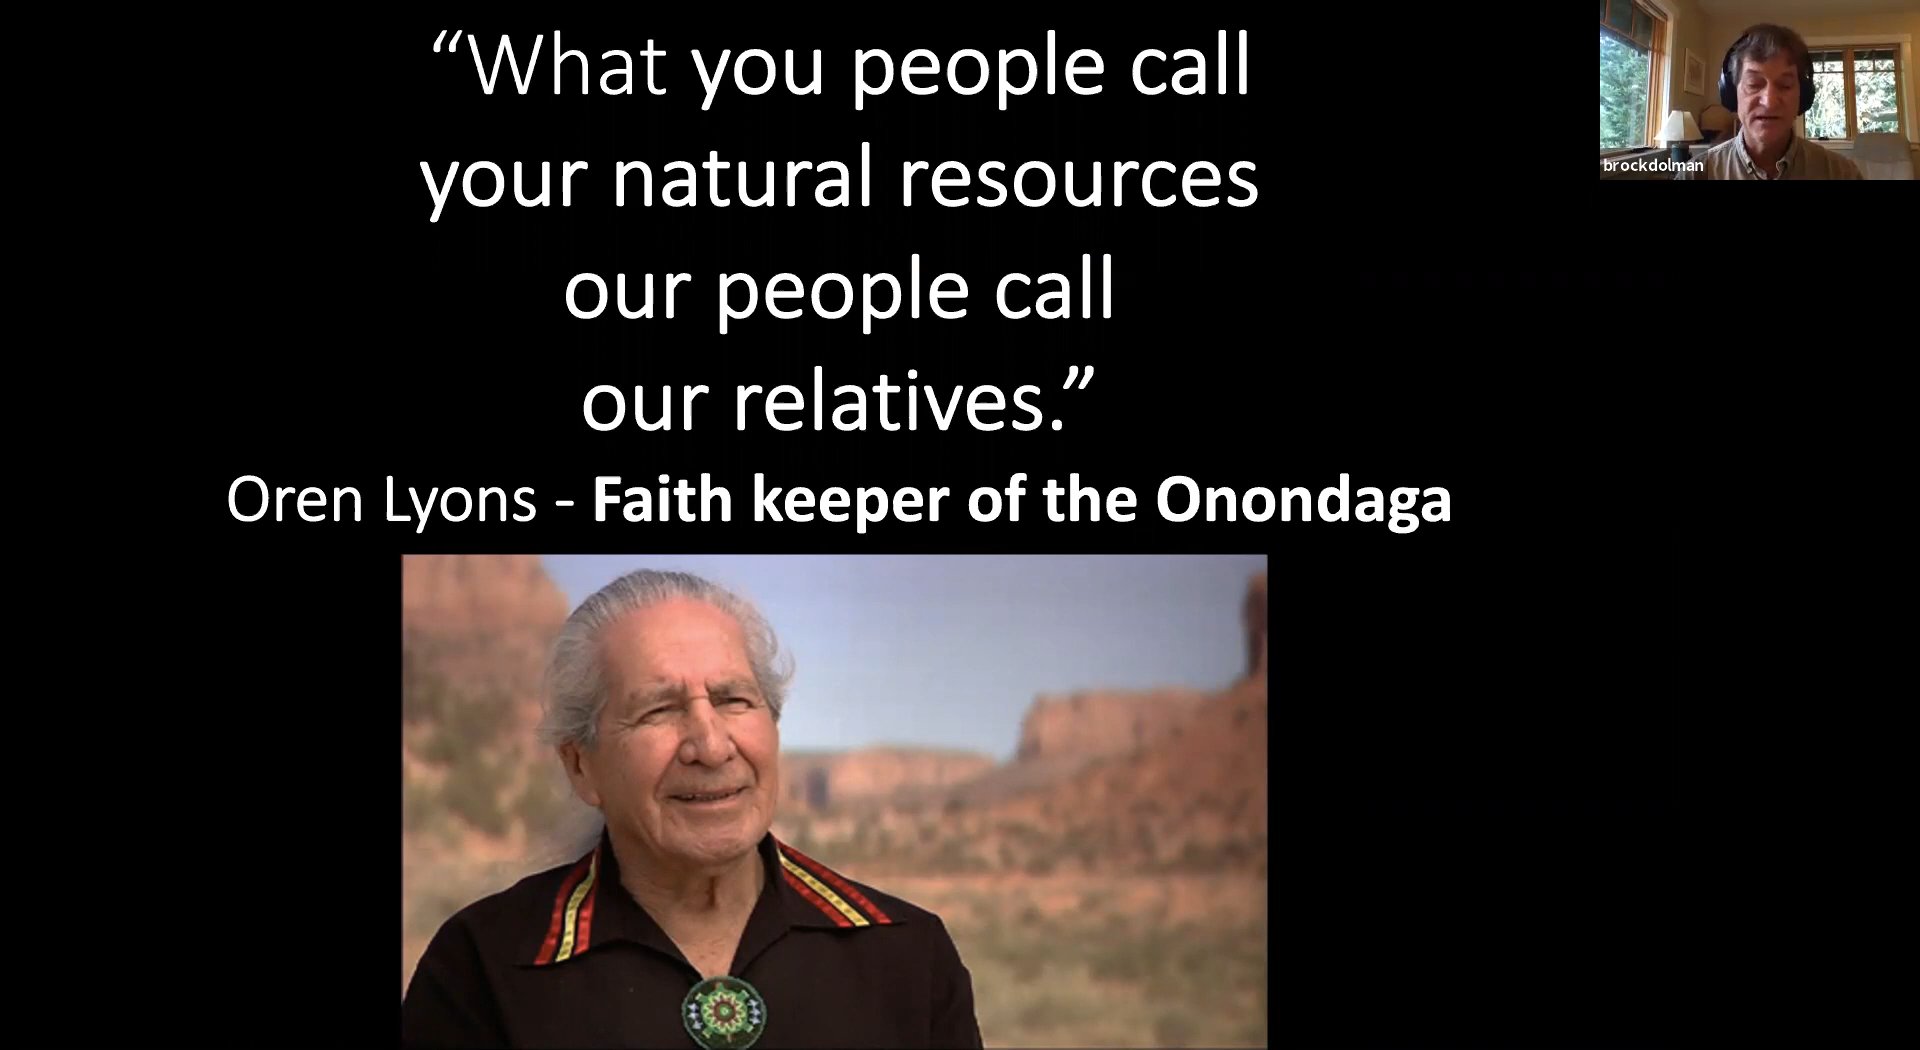 “What you people call
your natural resources
our people call
our relatives.”
Oren Lyons - Faith keeper of the Onondaga
brockdolman